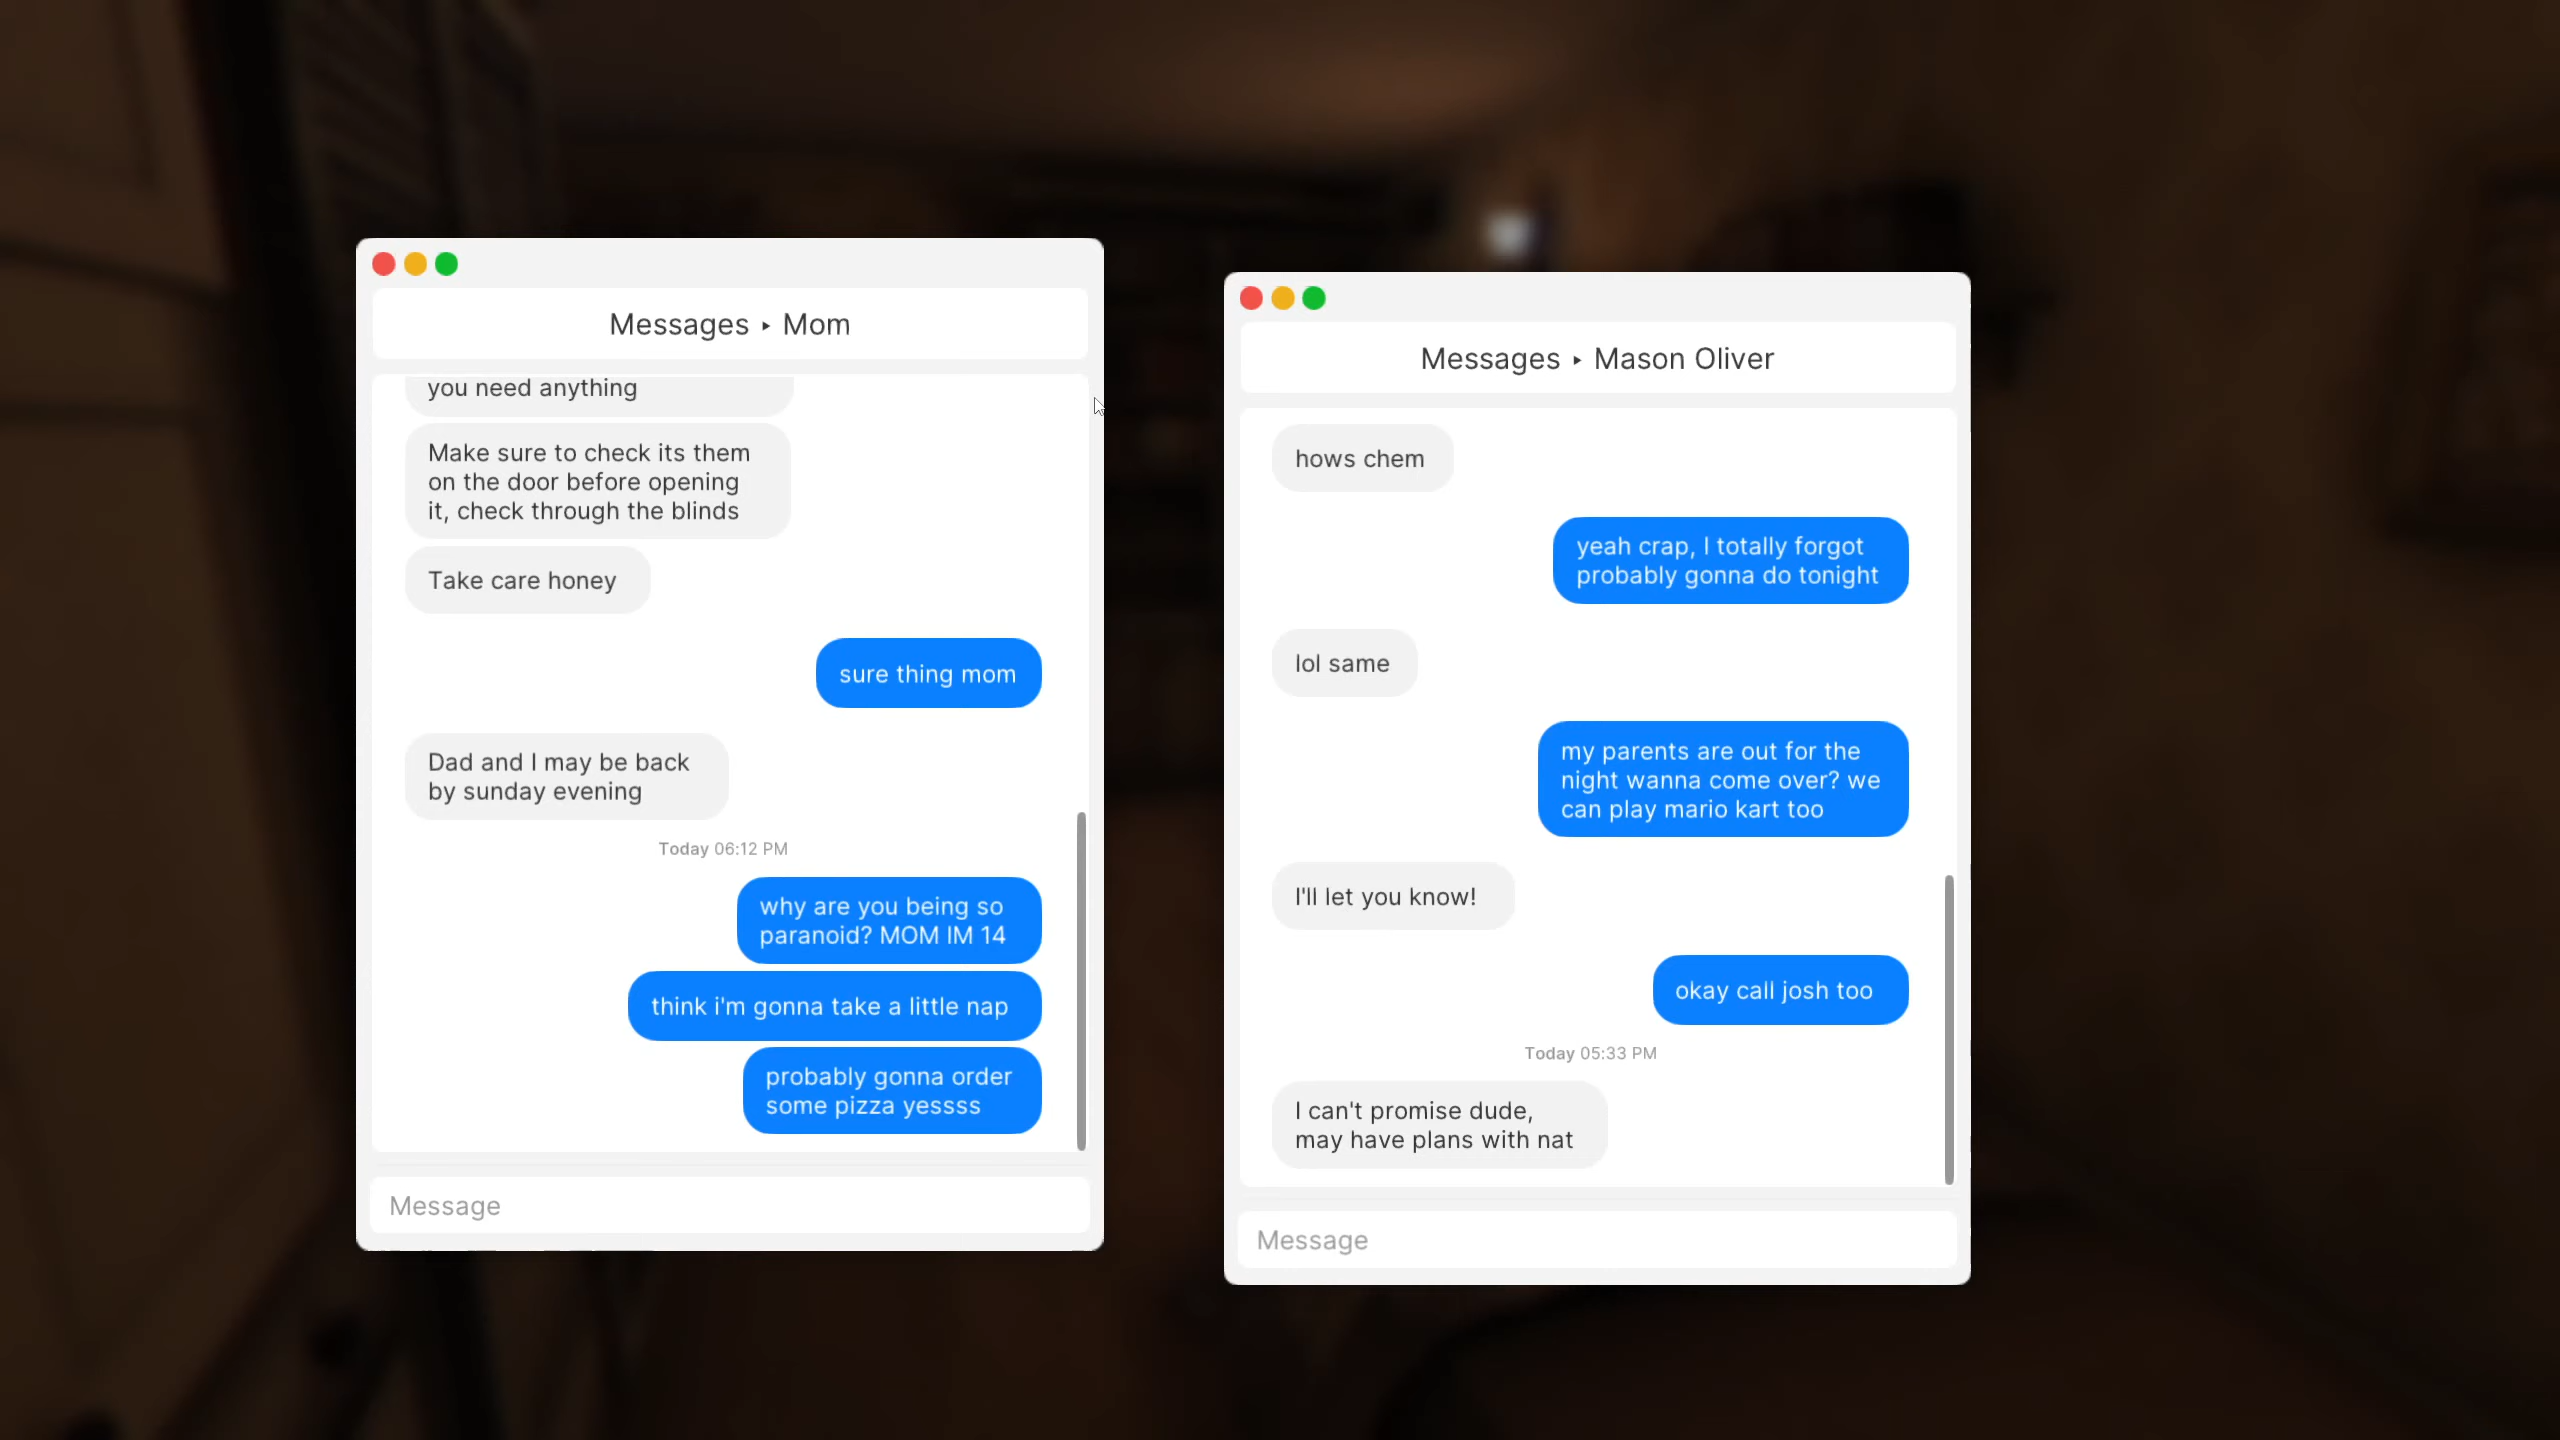 Messages ▸ Mom
you need anything
Make sure to check its them
on the door before opening
it, check through the blinds
Take care honey
sure thing mom
Dad and I may be back
by sunday evening
Today 06:12 PM
why are you being so
paranoid? MOM IM 14
think i'm gonna take a little nap
probably gonna order
some pizza yessss
Message
Messages ▸ Mason Oliver
hows chem
yeah crap, I totally forgot
probably gonna do tonight
lol same
my parents are out for the
night wanna come over? we
can play mario kart too
I'll let you know!
okay call josh too
Today 05:33 PM
I can't promise dude,
may have plans with nat
Message